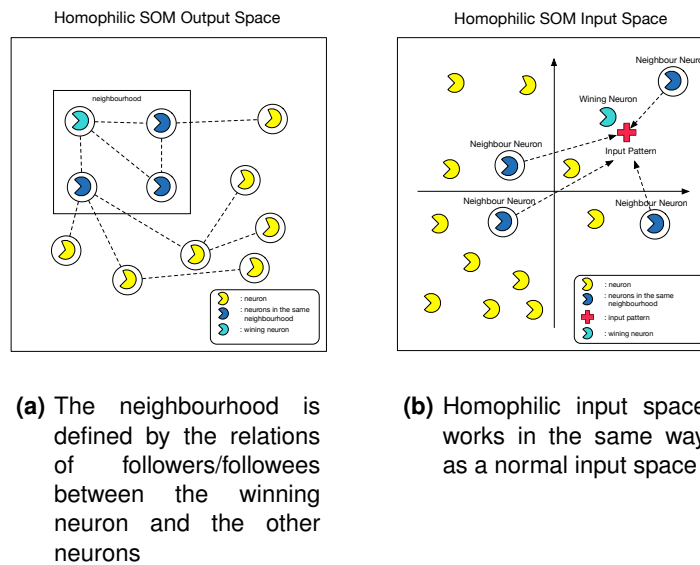 Homophilic SOM Output Space
neighbourhood
: neuron
: neurons in the same
neighbourhood
: wining neuron
(a) The neighbourhood is
defined by the relations
of followers/followees
between the winning
neuron and the other
neurons
Homophilic SOM Input Space
Neighbour Neuron
Wining Neuron
Neighbour Neuron
Input Pattern
Neighbour Neuron
Neighbour Neuron
: neuron
: neurons in the same
neighbourhood
: input pattern
: wining neuron
(b) Homophilic input space
works in the same way
as a normal input space